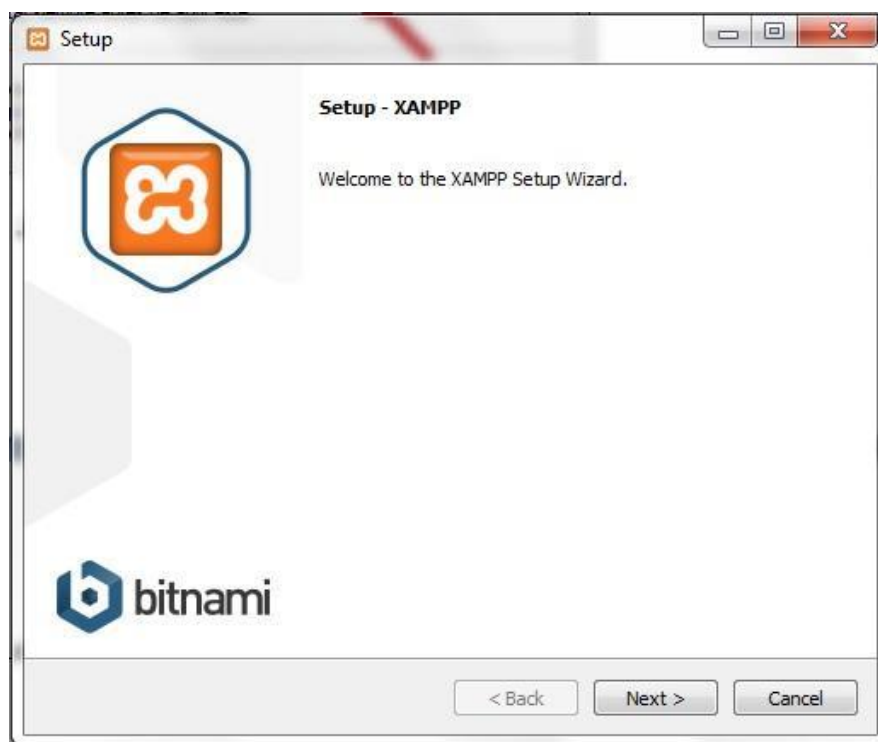 Setup
Setup - XAMPP
Welcome to the XAMPP Setup Wizard.
bitnami
< Back
Next >
Cancel